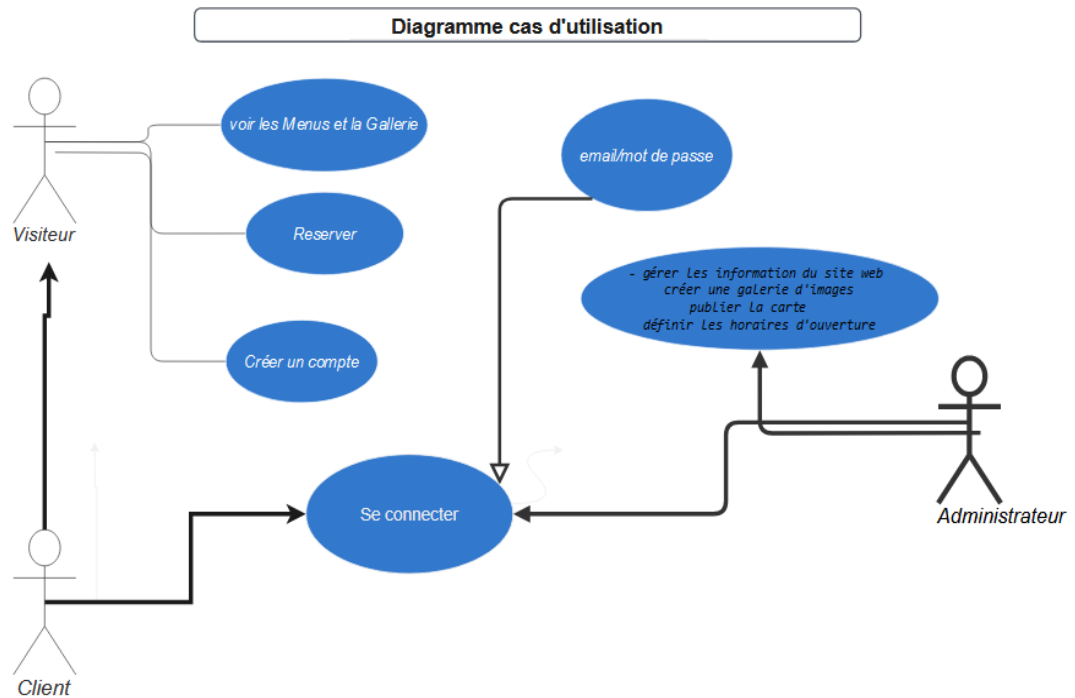 Diagramme cas d'utilisation
voir les Menus et la Gallerie
email/mot de passe
Visiteur
Reserver
- gérer les information du site web
créer une galerie d'images
publier la carte
définir les horaires d'ouverture
Créer un compte
Se connecter
Administrateur
Client